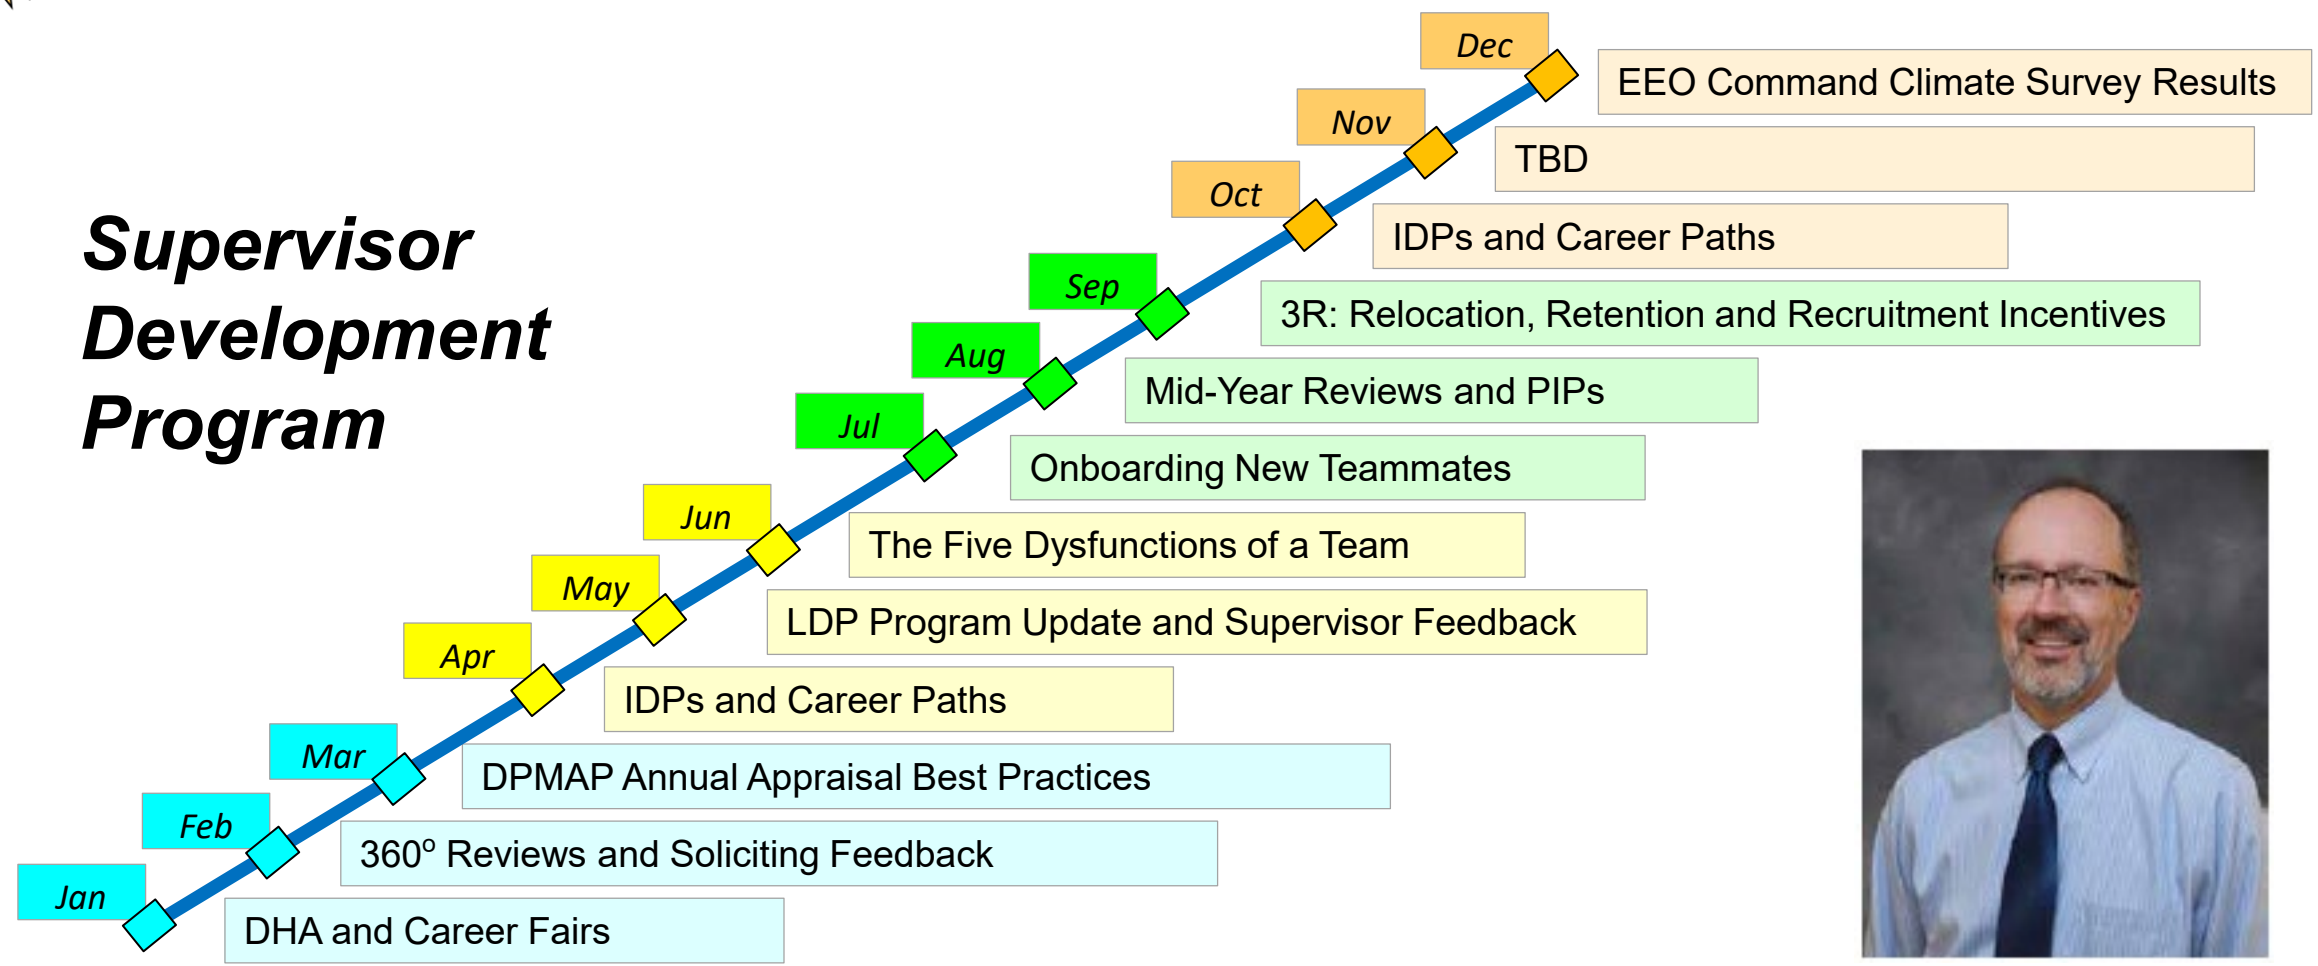 Supervisor
Development
Program
Dec
EEO Command Climate Survey Results
Nov
TBD
Oct
IDPs and Career Paths
Sep
3R: Relocation, Retention and Recruitment Incentives
Aug
Mid-Year Reviews and PIPs
Jul
Onboarding New Teammates
Jun
The Five Dysfunctions of a Team
May
LDP Program Update and Supervisor Feedback
Apr
IDPs and Career Paths
Mar
DPMAP Annual Appraisal Best Practices
Feb
360º Reviews and Soliciting Feedback
Jan
DHA and Career Fairs